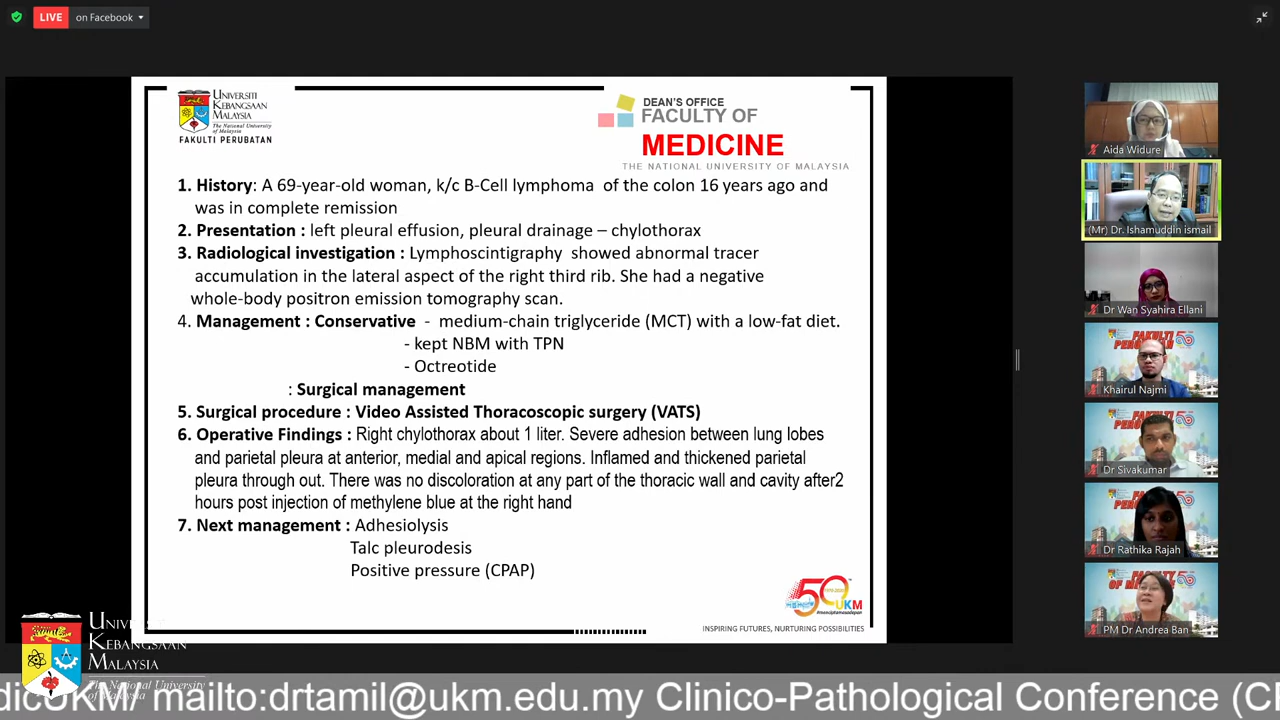 LIVE
on Facebook
UNIVERSITI
KEBANGSAAN
MALAYSIA
The National University
of Malaysia
FAKULTI PERUBATAN
DEAN'S OFFICE
FACULTY OF
MEDICINE
THE NATIONAL UNIVERSITY OF MALAYSIA
1. History: A 69-year-old woman, k/c B-Cell lymphoma of the colon 16 years ago and
was in complete remission
2. Presentation : left pleural effusion, pleural drainage – chylothorax
3. Radiological investigation : Lymphoscintigraphy showed abnormal tracer
accumulation in the lateral aspect of the right third rib. She had a negative
whole-body positron emission tomography scan.
4. Management : Conservative - medium-chain triglyceride (MCT) with a low-fat diet.
- kept NBM with TPN
- Octreotide
: Surgical management
5. Surgical procedure : Video Assisted Thoracoscopic surgery (VATS)
6. Operative Findings : Right chylothorax about 1 liter. Severe adhesion between lung lobes
and parietal pleura at anterior, medial and apical regions. Inflamed and thickened parietal
pleura through out. There was no discoloration at any part of the thoracic wall and cavity after2
hours post injection of methylene blue at the right hand
7. Next management : Adhesiolysis
Talc pleurodesis
Positive pressure (CPAP)
50
UKM
INSPIRING FUTURES, NURTURING POSSIBILITIES
Aida Widure
(Mr) Dr. Ishamuddin ismail
Dr Wan Syahira Ellani
Khairul Najmi
Dr Sivakumar
Dr Rathika Rajah
PM Dr Andrea Ban
UNIVERSITI
KEBANGSAAN
MALAYSIA
The National University
of Malaysia
dicUKM/ mailto:drtamil@ukm.edu.my Clinico-Pathological Conference (C